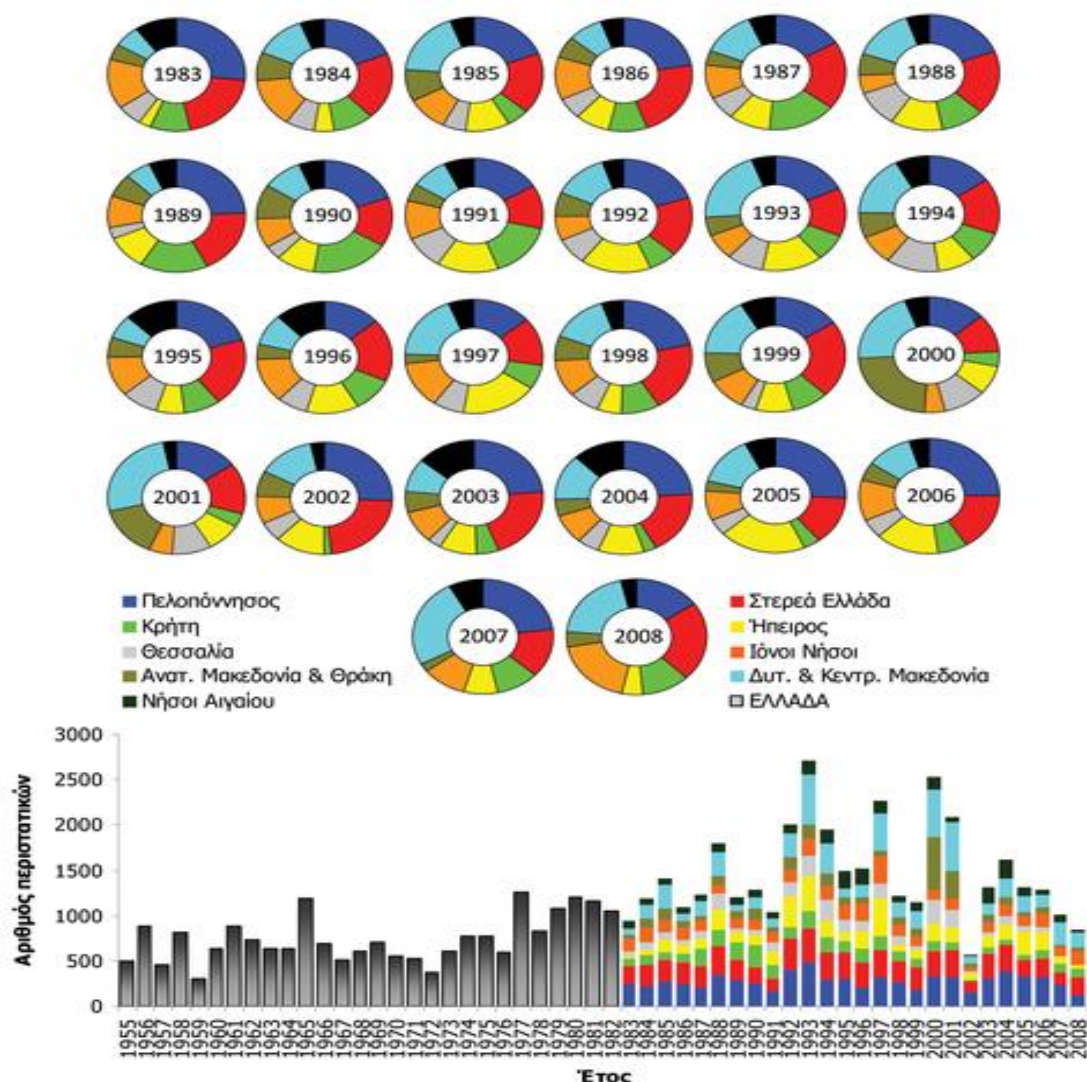 1983 1984 1985 1986 1987 1988
1989 1990 1991 1992 1993 1994
1995 1996 1997 1998 1999 2000
2001 2002 2003 2004 2005 2006
2007 2008
Πελοπόννησος
Κρήτη
Θεσσαλία
Ανατ. Μακεδονία & Θράκη
Νήσοι Αιγαίου
Στερεά Ελλάδα
Ήπειρος
Ιόνοι Νήσοι
Δυτ. & Κεντρ. Μακεδονία
ΕΛΛΑΔΑ
Αριθμός περιστατικών
3000
2500
2000
1500
1000
500
0
1955 1956 1957 1958 1959 1960 1961 1962 1963 1964 1965 1966 1967 1968 1969 1970 1971 1972 1973 1974 1975 1976 1977 1978 1979 1980 1981 1982 1983 1984 1985 1986 1987 1988 1989 1990 1991 1992 1993 1994 1995 1996 1997 1998 1999 2000 2001 2002 2003 2004 2005 2006 2007 2008
Έτος